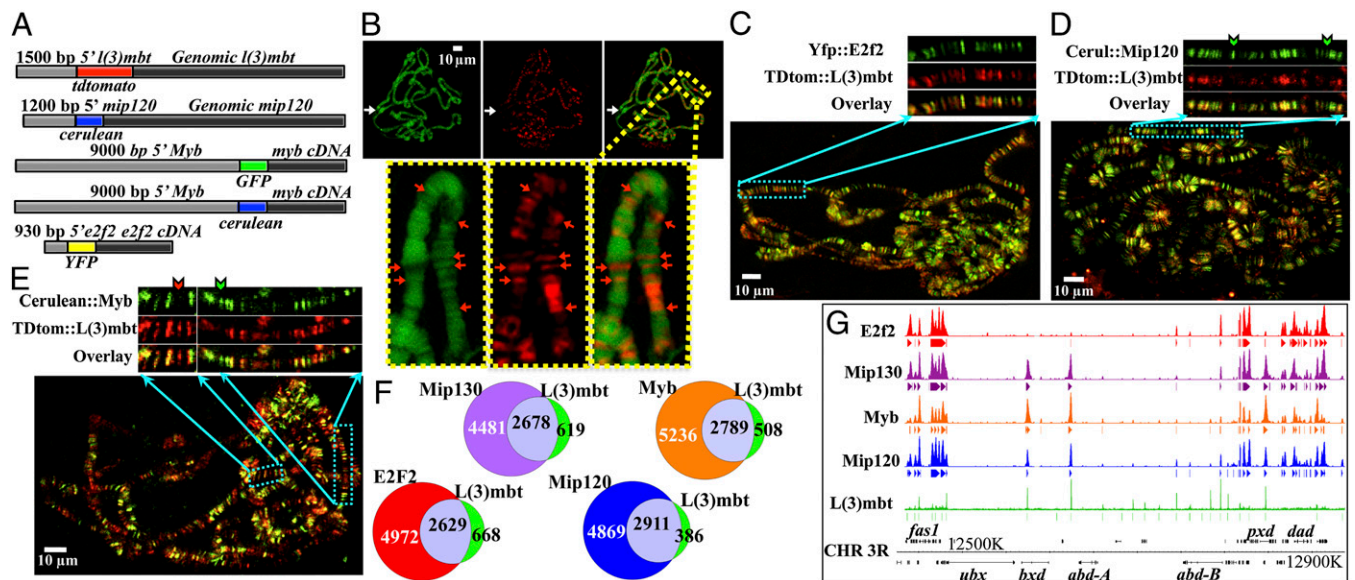 A
1500 bp 5' l(3)mbt Genomic l(3)mbt
tdtomato
1200 bp 5' mip120 Genomic mip120
cerulean
9000 bp 5' Myb myb cDNA
GFP
9000 bp 5' Myb myb cDNA
cerulean
930 bp 5'e2f2 e2f2 cDNA
YFP
B
10 µm
C
Yfp::E2f2
TDtom::L(3)mbt
Overlay
10 µm
D
Cerul::Mip120
TDtom::L(3)mbt
Overlay
10 µm
E
Cerulean::Myb
TDtom::L(3)mbt
Overlay
10 µm
F
Mip130 L(3)mbt
4481 2678 619
Myb L(3)mbt
5236 2789 508
E2F2 L(3)mbt
4972 2629 668
Mip120 L(3)mbt
4869 2911 386
G
E2f2
Mip130
Myb
Mip120
L(3)mbt
fas1 pxd dad
CHR 3R 12500K 12900K
ubx bxd abd-A abd-B